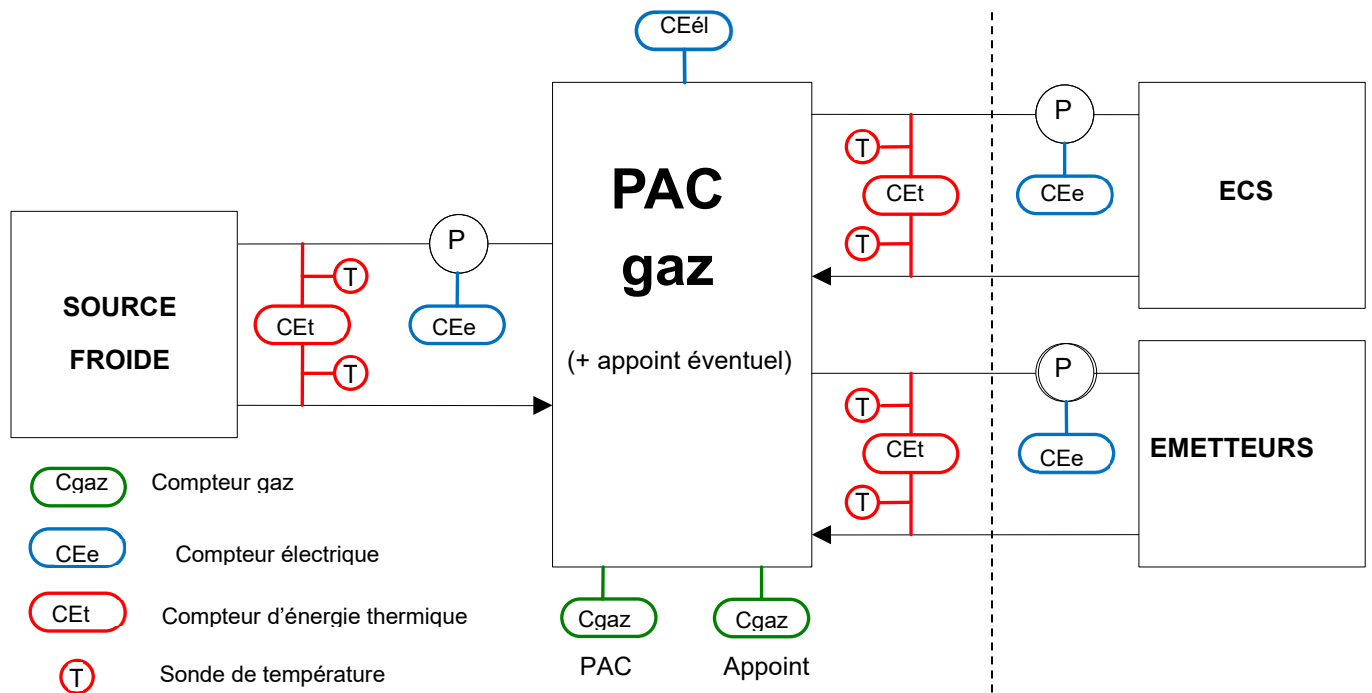 CEél
P
T
CEt
CEe
T
ECS
PAC
gaz
(+ appoint éventuel)
P
T
CEt
CEe
T
SOURCE
FROIDE
P
T
CEt
CEe
T
EMETTEURS
Cgaz Compteur gaz
CEe Compteur électrique
CEt Compteur d'énergie thermique
T Sonde de température
Cgaz
PAC
Cgaz
Appoint